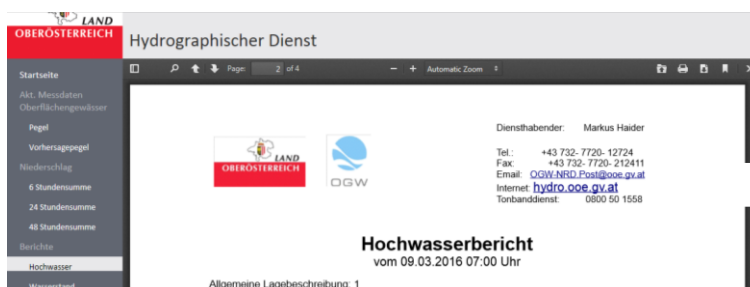 LAND
OBERÖSTERREICH
Hydrographischer Dienst
Page: 2 of 4
Automatic Zoom
Startseite
Akt. Messdaten
Oberflächengewässer
Pegel
Vorhersagepegel
Niederschlag
6 Stundensumme
24 Stundensumme
48 Stundensumme
Berichte
Hochwasser
Wasserstand
LAND
OBERÖSTERREICH
OGW
Diensthabender: Markus Haider
Tel.: +43 732- 7720- 12724
Fax: +43 732- 7720- 212411
Email: OGW-NRD.Post@ooe.gv.at
Internet: hydro.ooe.gv.at
Tonbanddienst: 0800 50 1558
Hochwasserbericht
vom 09.03.2016 07:00 Uhr
Allgemeine Lagebeschreibung: 1